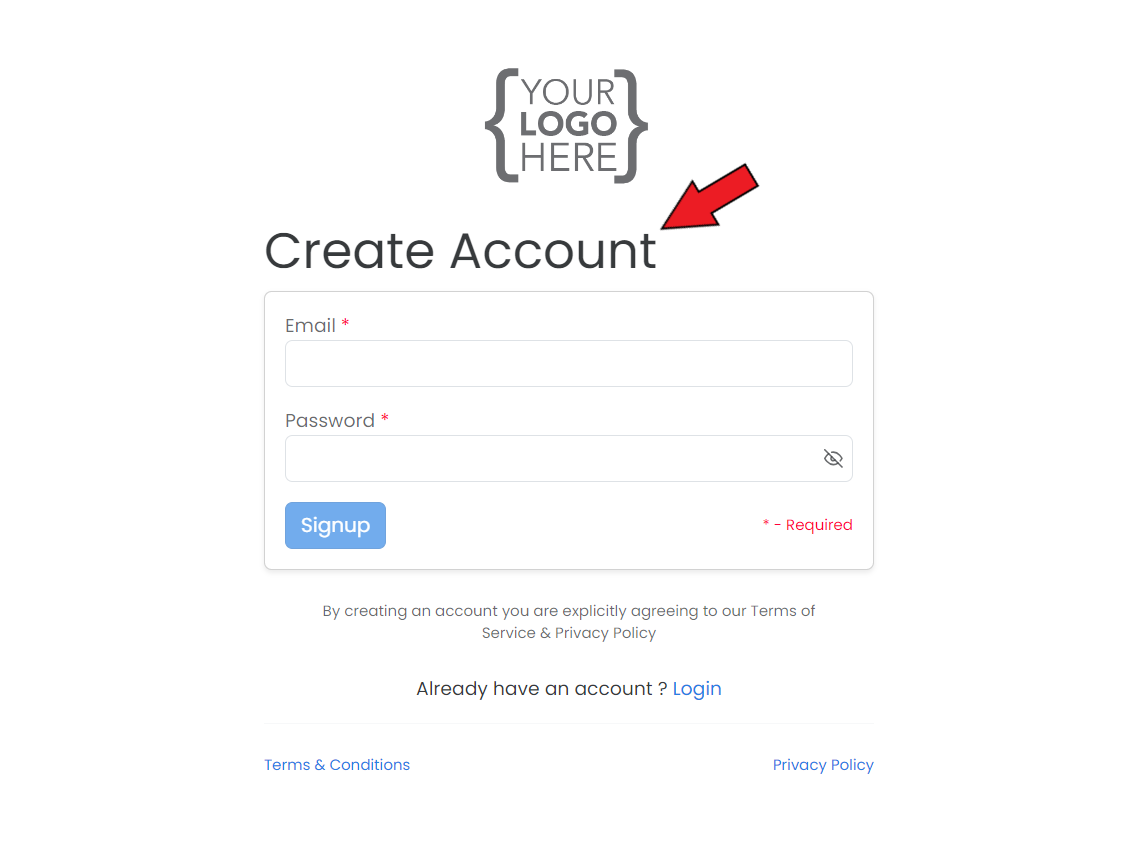 YOUR
LOGO
HERE
Create Account
Email *
Password *
Signup
* - Required
By creating an account you are explicitly agreeing to our Terms of
Service & Privacy Policy
Already have an account ? Login
Terms & Conditions
Privacy Policy